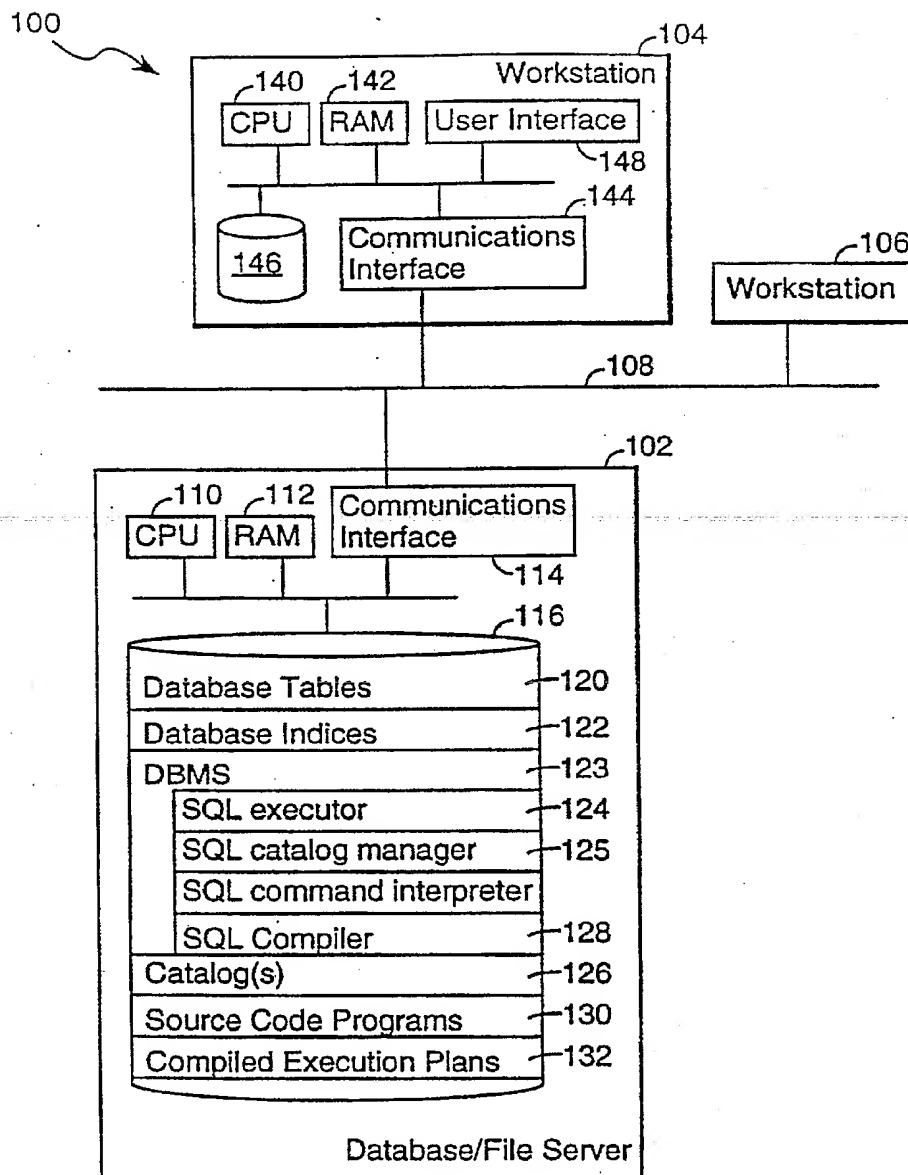 100
104
Workstation
140
142
CPU
RAM
User Interface
148
144
146
Communications
Interface
106
Workstation
108
102
110
112
CPU
RAM
Communications
Interface
114
116
Database Tables
120
Database Indices
122
DBMS
123
SQL executor
124
SQL catalog manager
125
SQL command interpreter
SQL Compiler
128
Catalog(s)
126
Source Code Programs
130
Compiled Execution Plans
132
Database/File Server